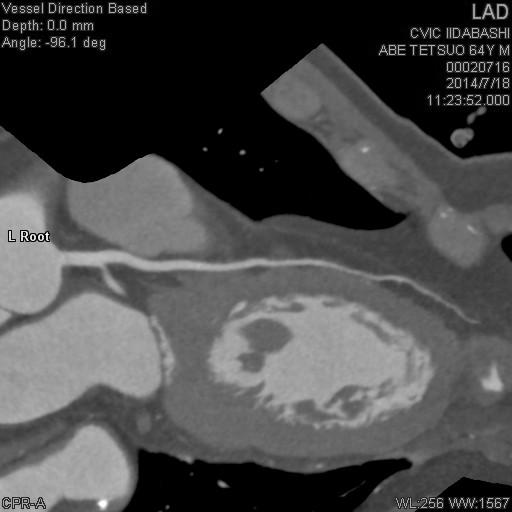 Vessel Direction Based
Depth: 0.0 mm
Angle: -96.1 deg
LAD
CVIC IIDABASHI
ABE TETSUO 64Y M
00020716
2014/7/18
11:23:52.000
L Root
CPR-A
WL:256 WW:1567